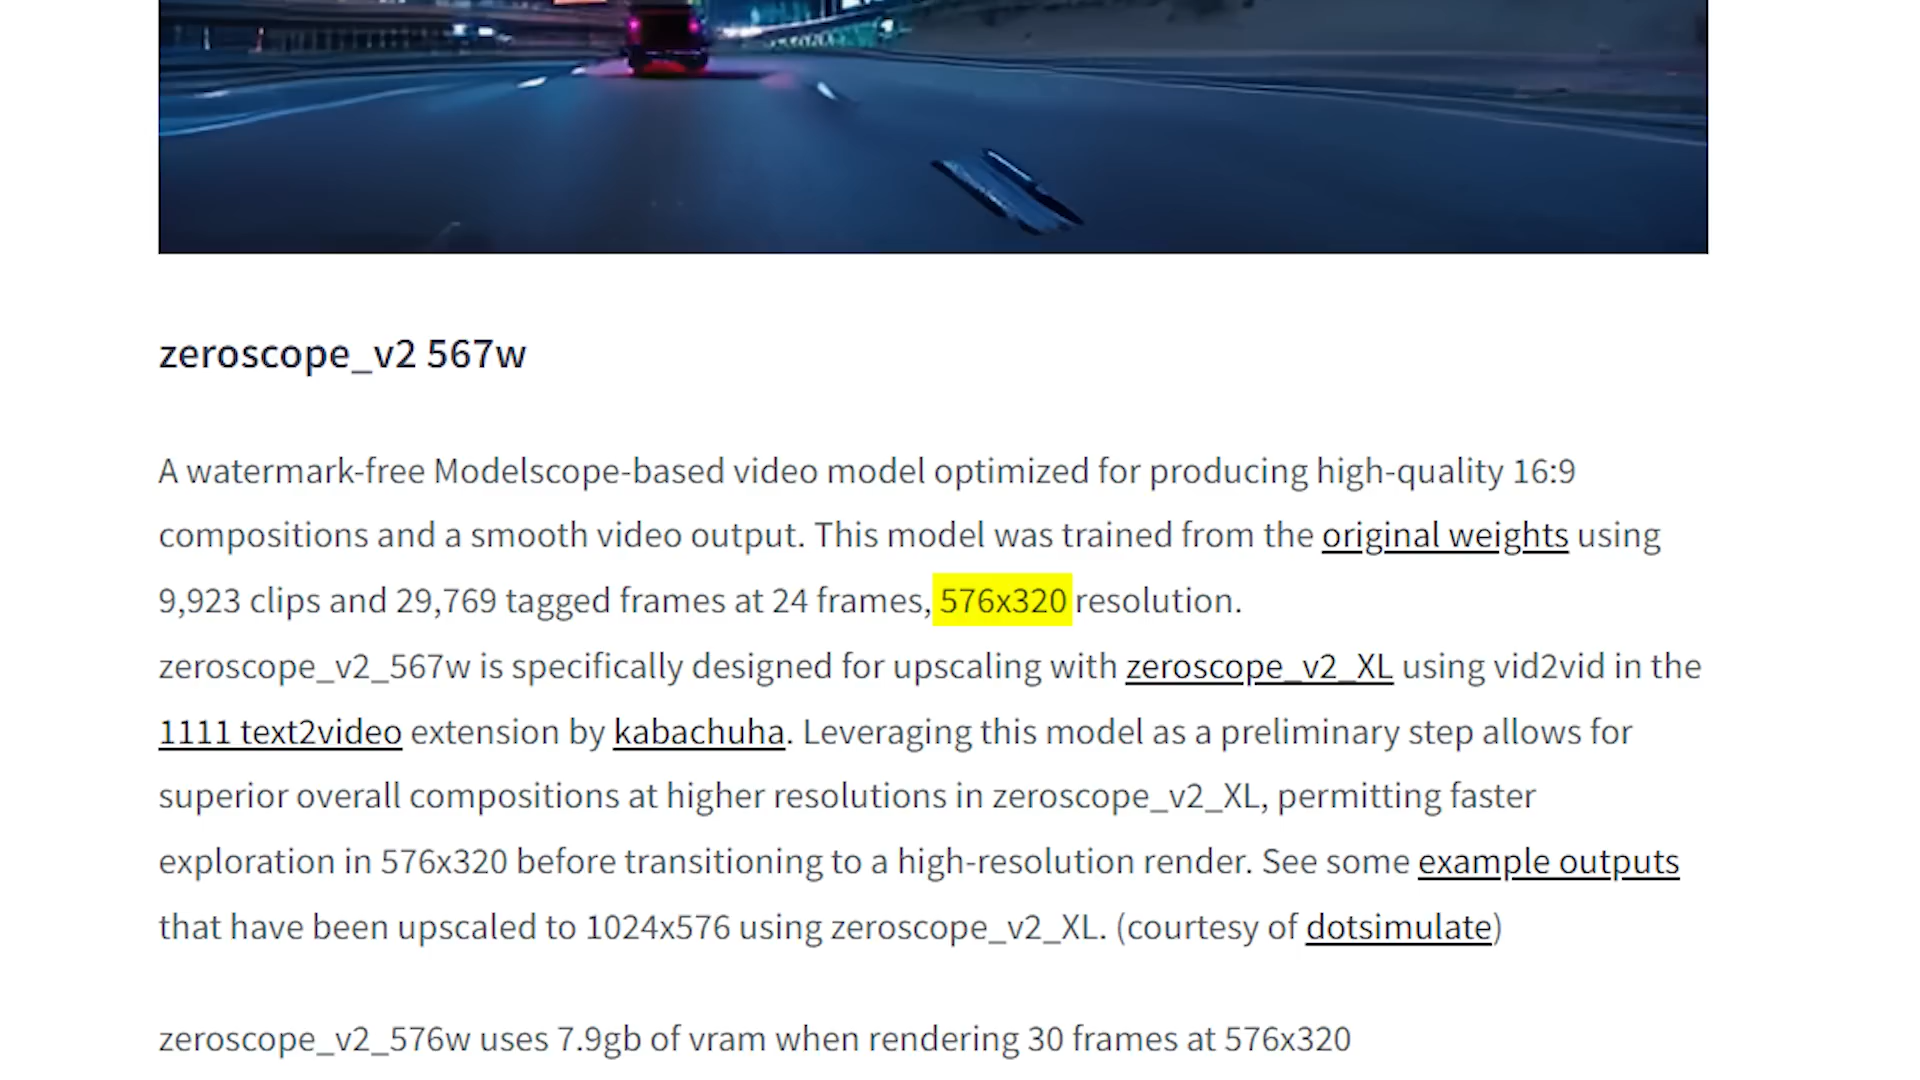 zeroscope_v2 567w
A watermark-free Modelscope-based video model optimized for producing high-quality 16:9
compositions and a smooth video output. This model was trained from the original weights using
9,923 clips and 29,769 tagged frames at 24 frames, 576x320 resolution.
zeroscope_v2_567w is specifically designed for upscaling with zeroscope_v2_XL using vid2vid in the
1111 text2video extension by kabachuha. Leveraging this model as a preliminary step allows for
superior overall compositions at higher resolutions in zeroscope_v2_XL, permitting faster
exploration in 576x320 before transitioning to a high-resolution render. See some example outputs
that have been upscaled to 1024x576 using zeroscope_v2_XL. (courtesy of dotsimulate)
zeroscope_v2_576w uses 7.9gb of vram when rendering 30 frames at 576x320